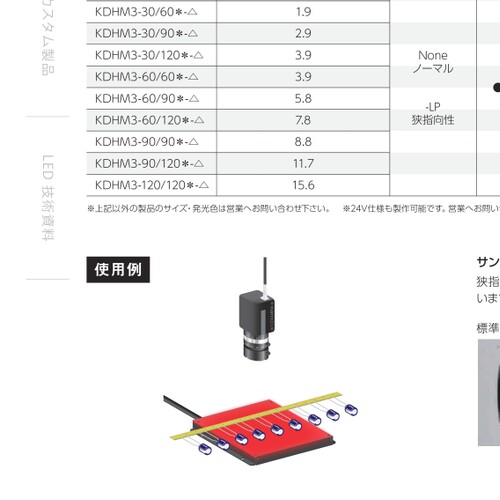 カスタム製品
LED 技術資料
KDHM3-30/60＊-△ 1.9
KDHM3-30/90＊-△ 2.9
KDHM3-30/120＊-△ 3.9
KDHM3-60/60＊-△ 3.9
KDHM3-60/90＊-△ 5.8
KDHM3-60/120＊-△ 7.8
KDHM3-90/90＊-△ 8.8
KDHM3-90/120＊-△ 11.7
KDHM3-120/120＊-△ 15.6
None
ノーマル
-LP
狭指向性
※上記以外の製品のサイズ・発光色は営業へお問い合わせ下さい。 ※24V仕様も製作可能です。営業へお問い
使用例
サン
狭指
いま
標準